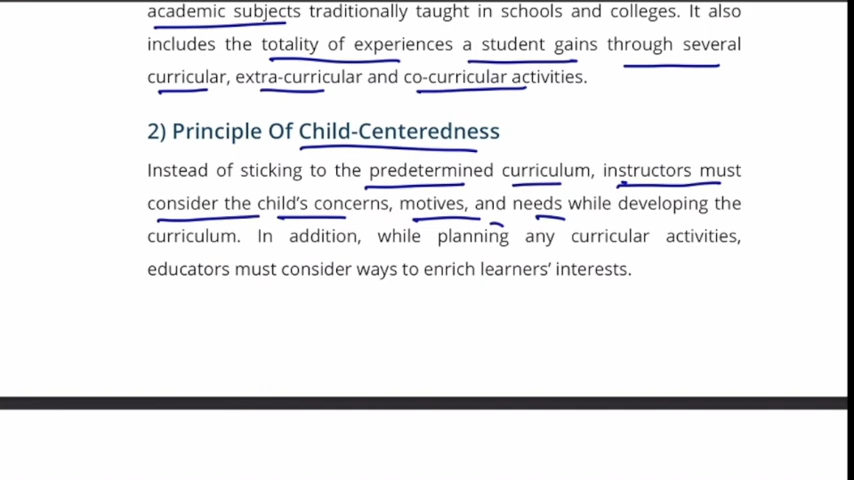 academic subjects traditionally taught in schools and colleges. It also
includes the totality of experiences a student gains through several
curricular, extra-curricular and co-curricular activities.
2) Principle Of Child-Centeredness
Instead of sticking to the predetermined curriculum, instructors must
consider the child's concerns, motives, and needs while developing the
curriculum. In addition, while planning any curricular activities,
educators must consider ways to enrich learners' interests.